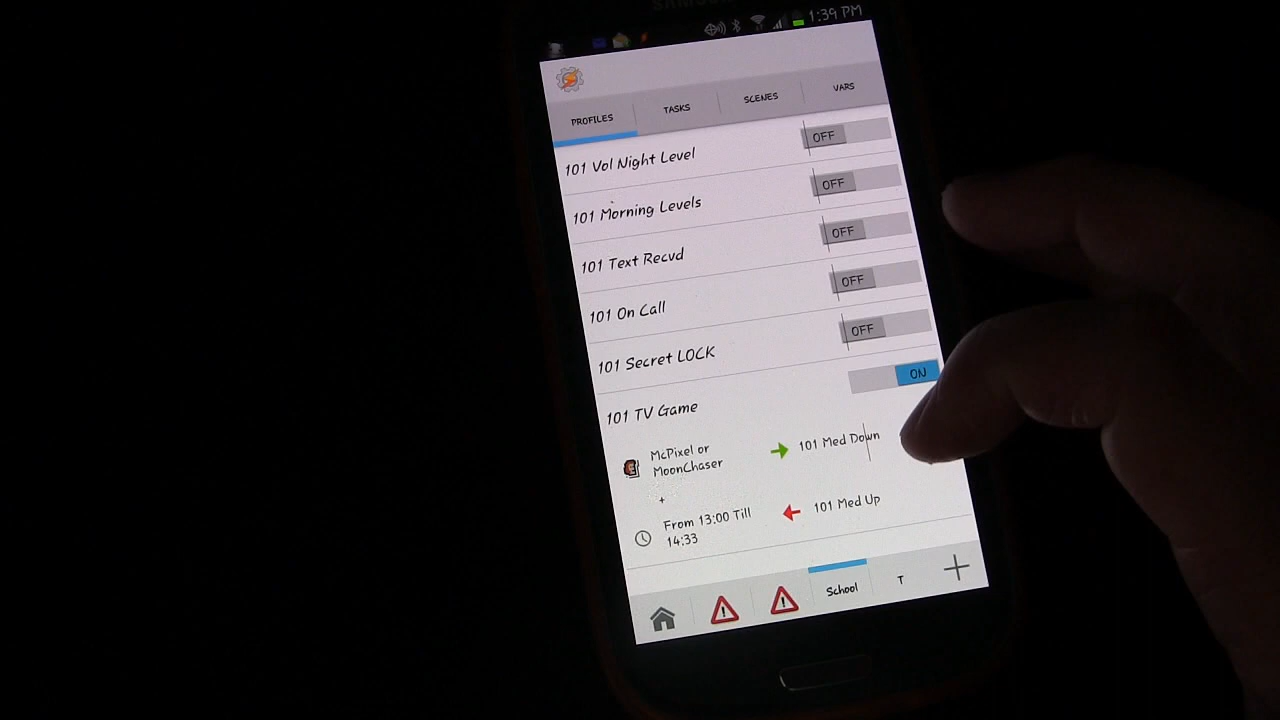 SAMSUNG
1:39 PM
PROFILES
TASKS
SCENES
VARS
101 Vol Night Level
OFF
101 Morning Levels
OFF
101 Text Recvd
OFF
101 On Call
OFF
101 Secret LOCK
OFF
101 TV Game
ON
McPixel or
MoonChaser
101 Med Down
+
From 13:00 Till
14:33
101 Med Up
School
T